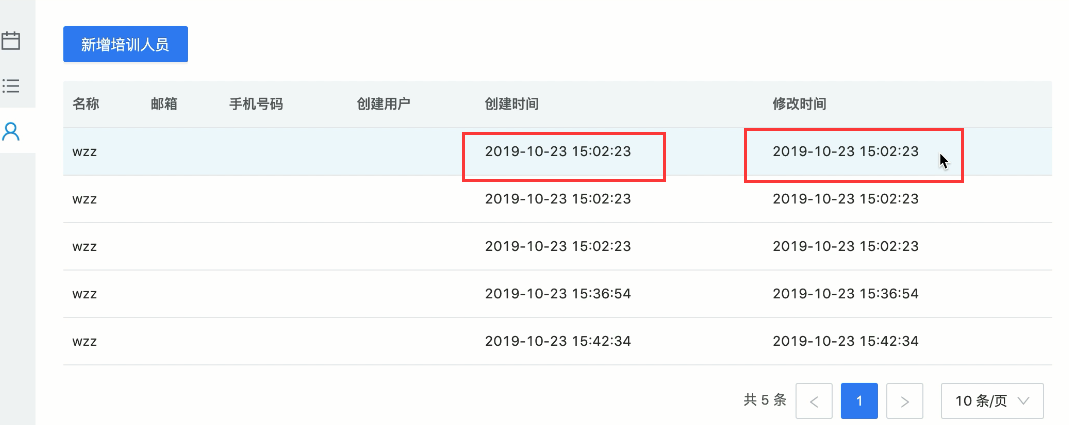 新增培训人员
名称 邮箱 手机号码 创建用户 创建时间 修改时间
wzz 2019-10-23 15:02:23 2019-10-23 15:02:23
wzz 2019-10-23 15:02:23 2019-10-23 15:02:23
wzz 2019-10-23 15:02:23 2019-10-23 15:02:23
wzz 2019-10-23 15:36:54 2019-10-23 15:36:54
wzz 2019-10-23 15:42:34 2019-10-23 15:42:34
共 5 条 < 1 > 10 条/页